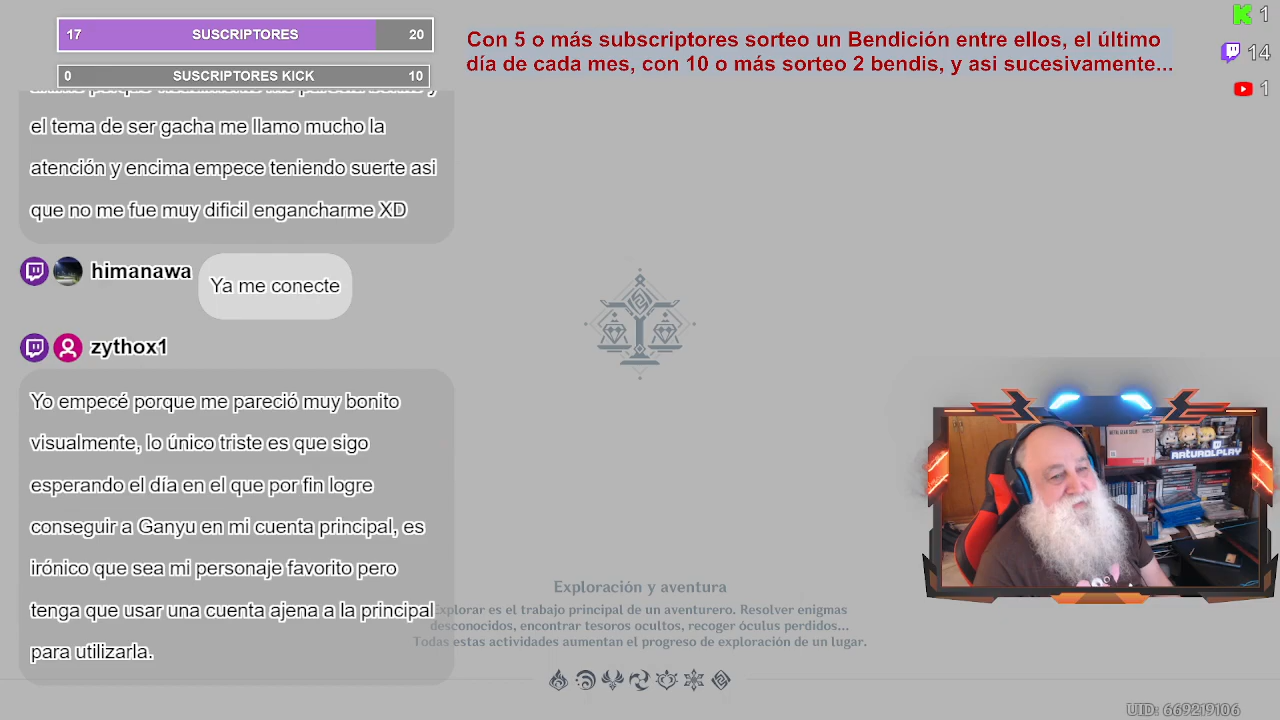 17 SUSCRIPTORES 20
0 SUSCRIPTORES KICK 10
Con 5 o más subscriptores sorteo un Bendición entre ellos, el último
día de cada mes, con 10 o más sorteo 2 bendis, y asi sucesivamente...
1
14
1
el tema de ser gacha me llamo mucho la
atención y encima empece teniendo suerte asi
que no me fue muy dificil engancharme XD
himanawa
Ya me conecte
zythox1
Yo empecé porque me pareció muy bonito
visualmente, lo único triste es que sigo
esperando el día en el que por fin logre
conseguir a Ganyu en mi cuenta principal, es
irónico que sea mi personaje favorito pero
tenga que usar una cuenta ajena a la principal
para utilizarla.
Exploración y aventura
Explorar es el trabajo principal de un aventurero. Resolver enigmas
desconocidos, encontrar tesoros ocultos, recoger óculus perdidos...
Todas estas actividades aumentan el progreso de exploración de un lugar.
ARTUROLPLAY
UID: 669219106